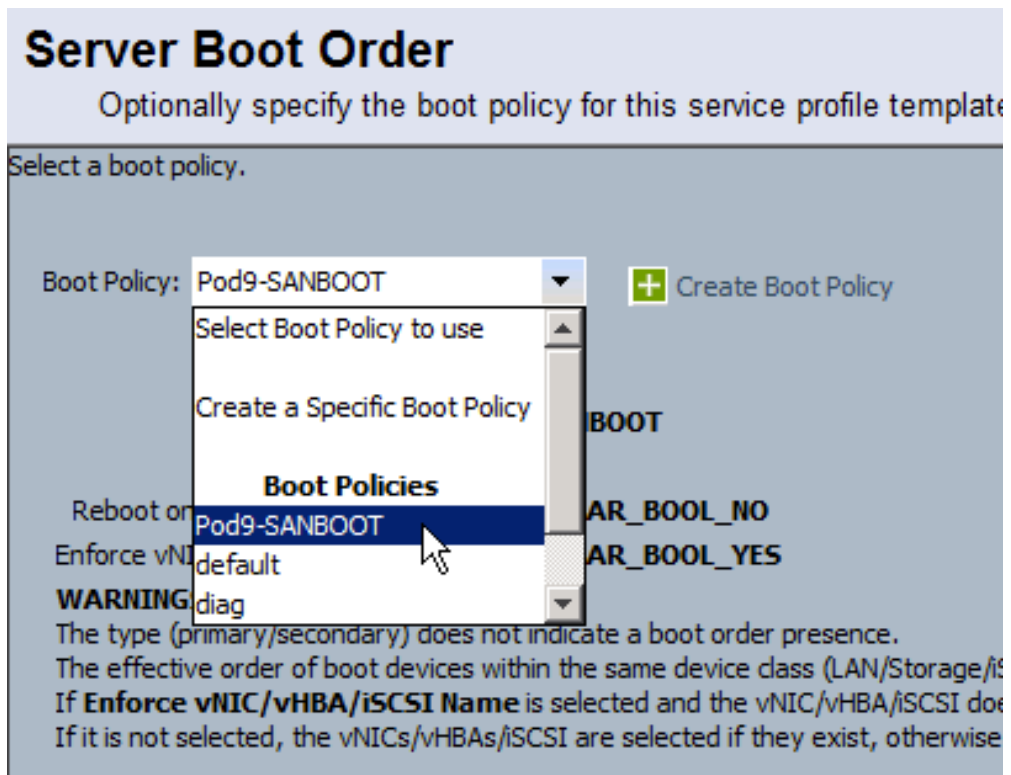 Server Boot Order
Optionally specify the boot policy for this service profile template
Select a boot policy.
Boot Policy: Pod9-SANBOOT Create Boot Policy
Select Boot Policy to use
Create a Specific Boot Policy
BOOT
Boot Policies
Reboot on AR_BOOL_NO
Pod9-SANBOOT
Enforce vNI AR_BOOL_YES
default
WARNING
diag
The type (primary/secondary) does not indicate a boot order presence.
The effective order of boot devices within the same device class (LAN/Storage/iS
If Enforce vNIC/vHBA/iSCSI Name is selected and the vNIC/vHBA/iSCSI doe
If it is not selected, the vNICs/vHBAs/iSCSI are selected if they exist, otherwise